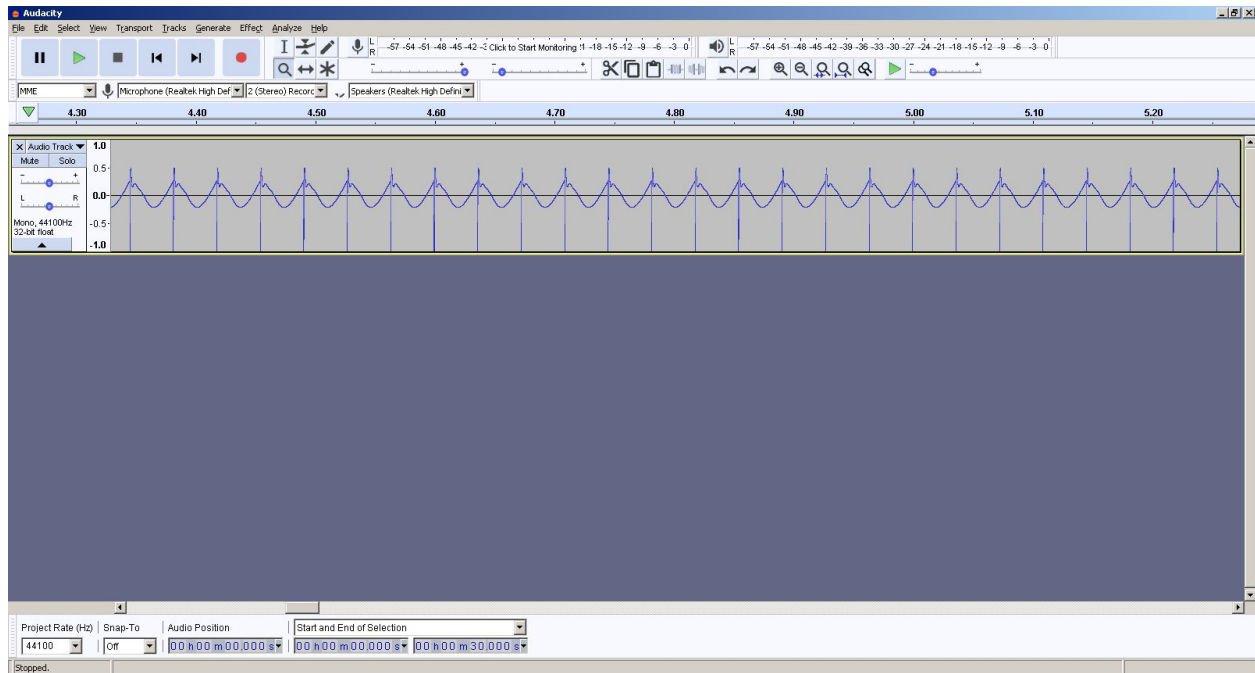 Audacity
File Edit Select View Transport Tracks Generate Effect Analyze Help
L -57 -54 -51 -48 -45 -42 -3 Click to Start Monitoring !1 -18 -15 -12 -9 -6 -3 0 L -57 -54 -51 -48 -45 -42 -39 -36 -33 -30 -27 -24 -21 -18 -15 -12 -9 -6 -3 0
R R
MME Microphone (Realtek High Def 2 (Stereo) Recorc Speakers (Realtek High Defini
4.30 4.40 4.50 4.60 4.70 4.80 4.90 5.00 5.10 5.20
X Audio Track 1.0
Mute Solo 0.5
- + 0.0
L R
Mono, 44100Hz -0.5
32-bit float
-1.0
Project Rate (Hz) Snap-To Audio Position Start and End of Selection
44100 Off 00 h 00 m 00.000 s 00 h 00 m 00.000 s 00 h 00 m 30.000 s
Stopped.